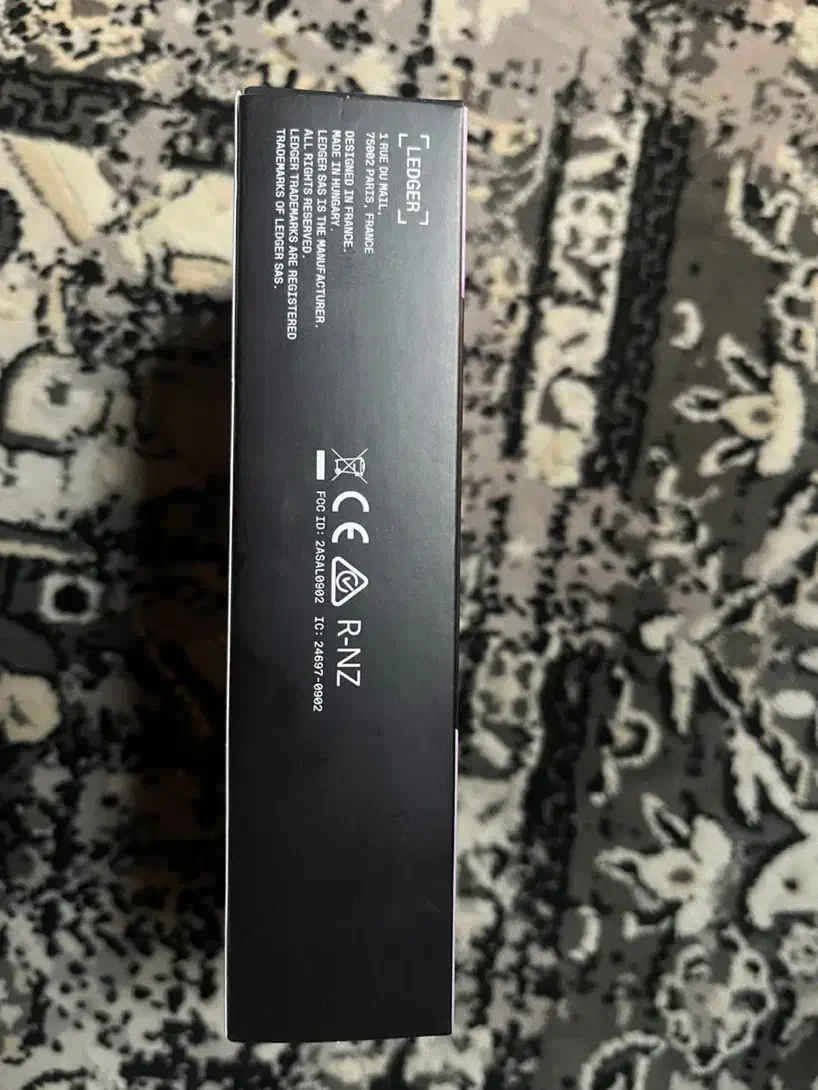 LEDGER
1 RUE DU MAIL,
75002 PARIS, FRANCE
DESIGNED IN FRANCE.
MADE IN HUNGARY.
LEDGER SAS IS THE MANUFACTURER.
ALL RIGHTS RESERVED.
LEDGER TRADEMARKS ARE REGISTERED
TRADEMARKS OF LEDGER SAS.
CE R-NZ
FCC ID: 2ASAL0902 IC: 24697-0902